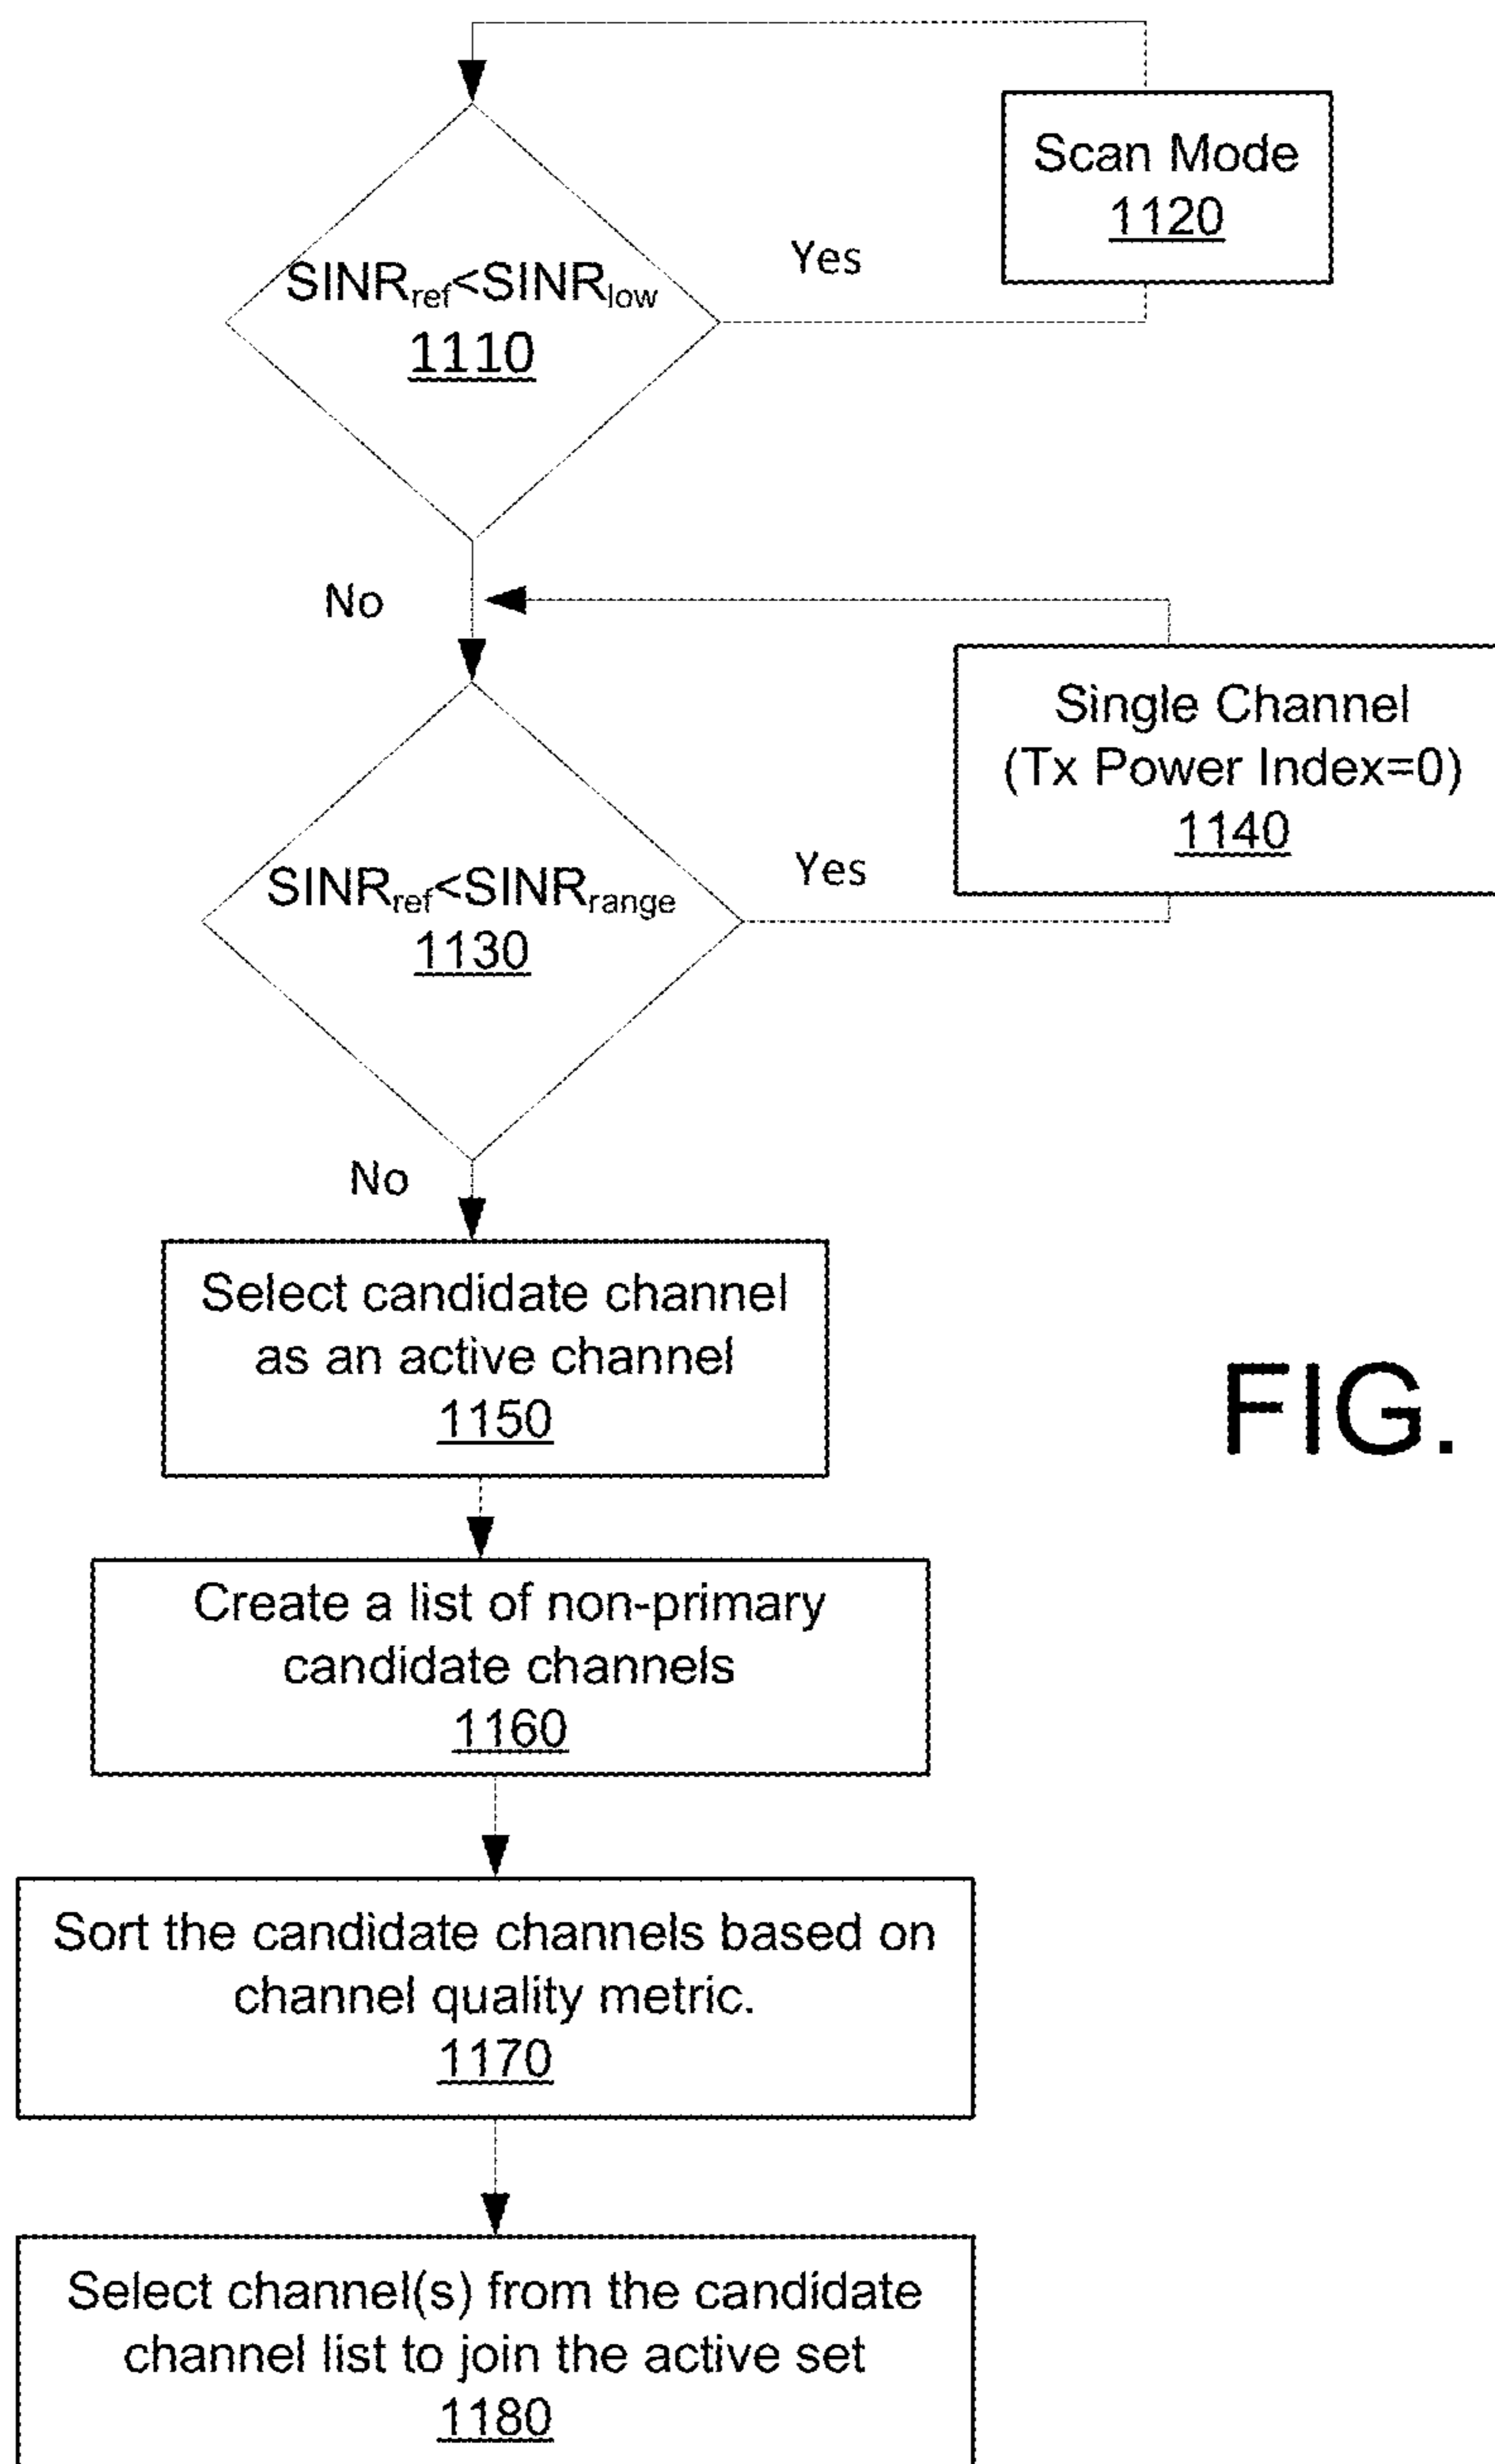 Scan Mode
1120
SINRref<SINRlow
1110
Yes
No
Single Channel
(Tx Power Index=0)
1140
SINRref<SINRrange
1130
Yes
No
Select candidate channel
as an active channel
1150
FIG.
Create a list of non-primary
candidate channels
1160
Sort the candidate channels based on
channel quality metric.
1170
Select channel(s) from the candidate
channel list to join the active set
1180